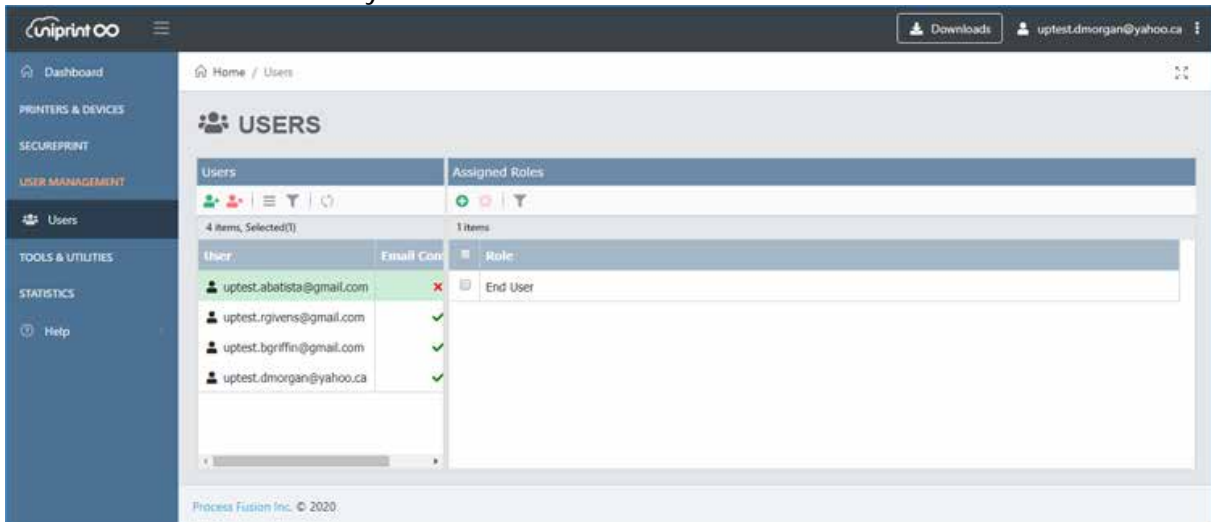 uniprint
Downloads
uptest.dmorgan@yahoo.ca
Dashboard
Home / Users
PRINTERS & DEVICES
USERS
SECUREPRINT
USER MANAGEMENT
Users
Assigned Roles
Users
4 items, Selected(1)
1 items
TOOLS & UTILITIES
User
Email Con
Role
uptest.abatista@gmail.com
End User
STATISTICS
uptest.rgivens@gmail.com
Help
uptest.bgriffin@gmail.com
uptest.dmorgan@yahoo.ca
Process Fusion Inc. © 2020